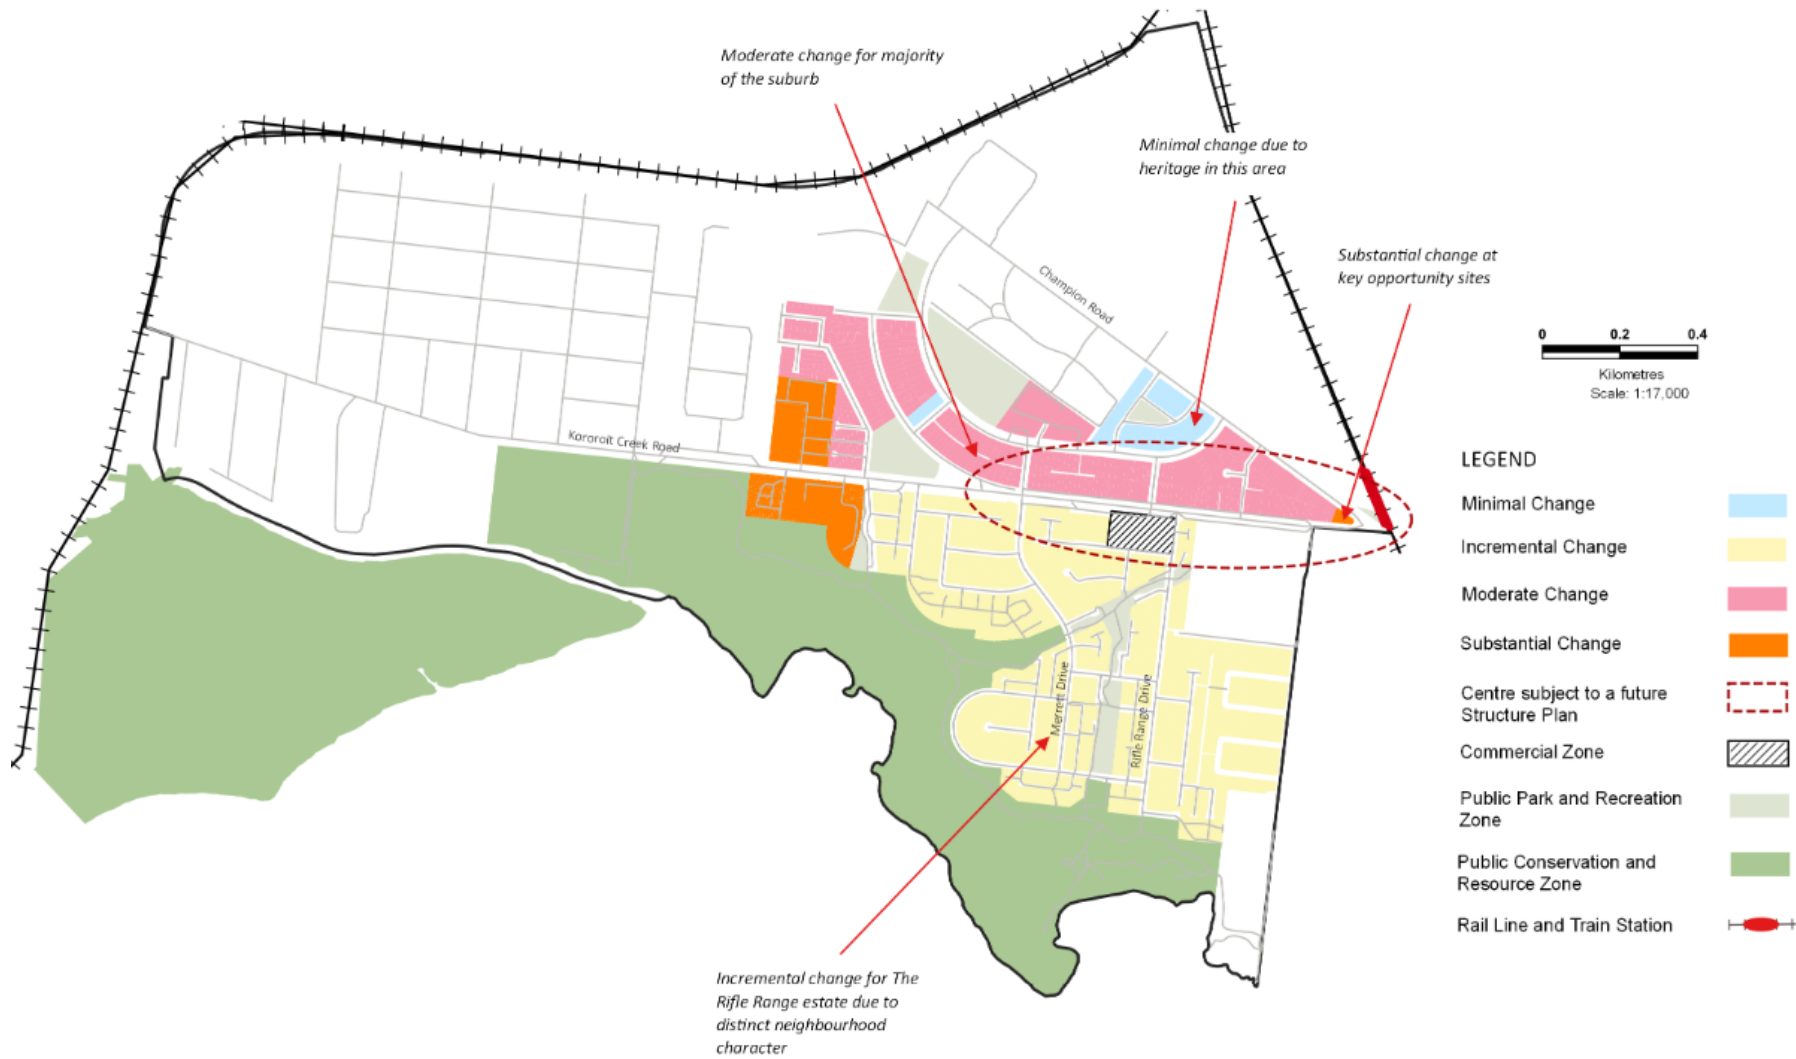 Moderate change for majority
of the suburb
Minimal change due to
heritage in this area
Substantial change at
key opportunity sites
Champion Road
Kororoit Creek Road
Merrett Drive
Rifle Range Drive
Incremental change for The
Rifle Range estate due to
distinct neighbourhood
character
0 0.2 0.4
Kilometres
Scale: 1:17,000
LEGEND
Minimal Change
Incremental Change
Moderate Change
Substantial Change
Centre subject to a future
Structure Plan
Commercial Zone
Public Park and Recreation
Zone
Public Conservation and
Resource Zone
Rail Line and Train Station